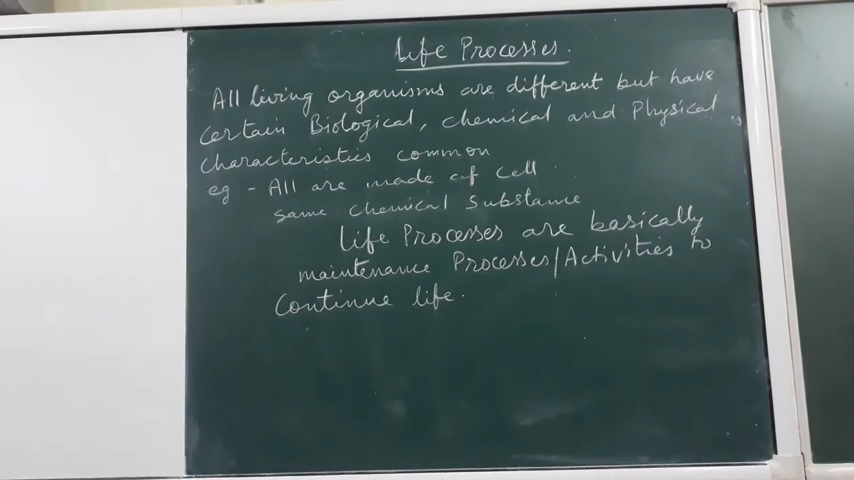 Life Processes.
All living organisms are different but have
certain Biological, chemical and Physical
characteristics common
eg - All are made of Cell
same chemical Substance
Life Processes are basically
maintenance Processes/Activities to
Continue life.